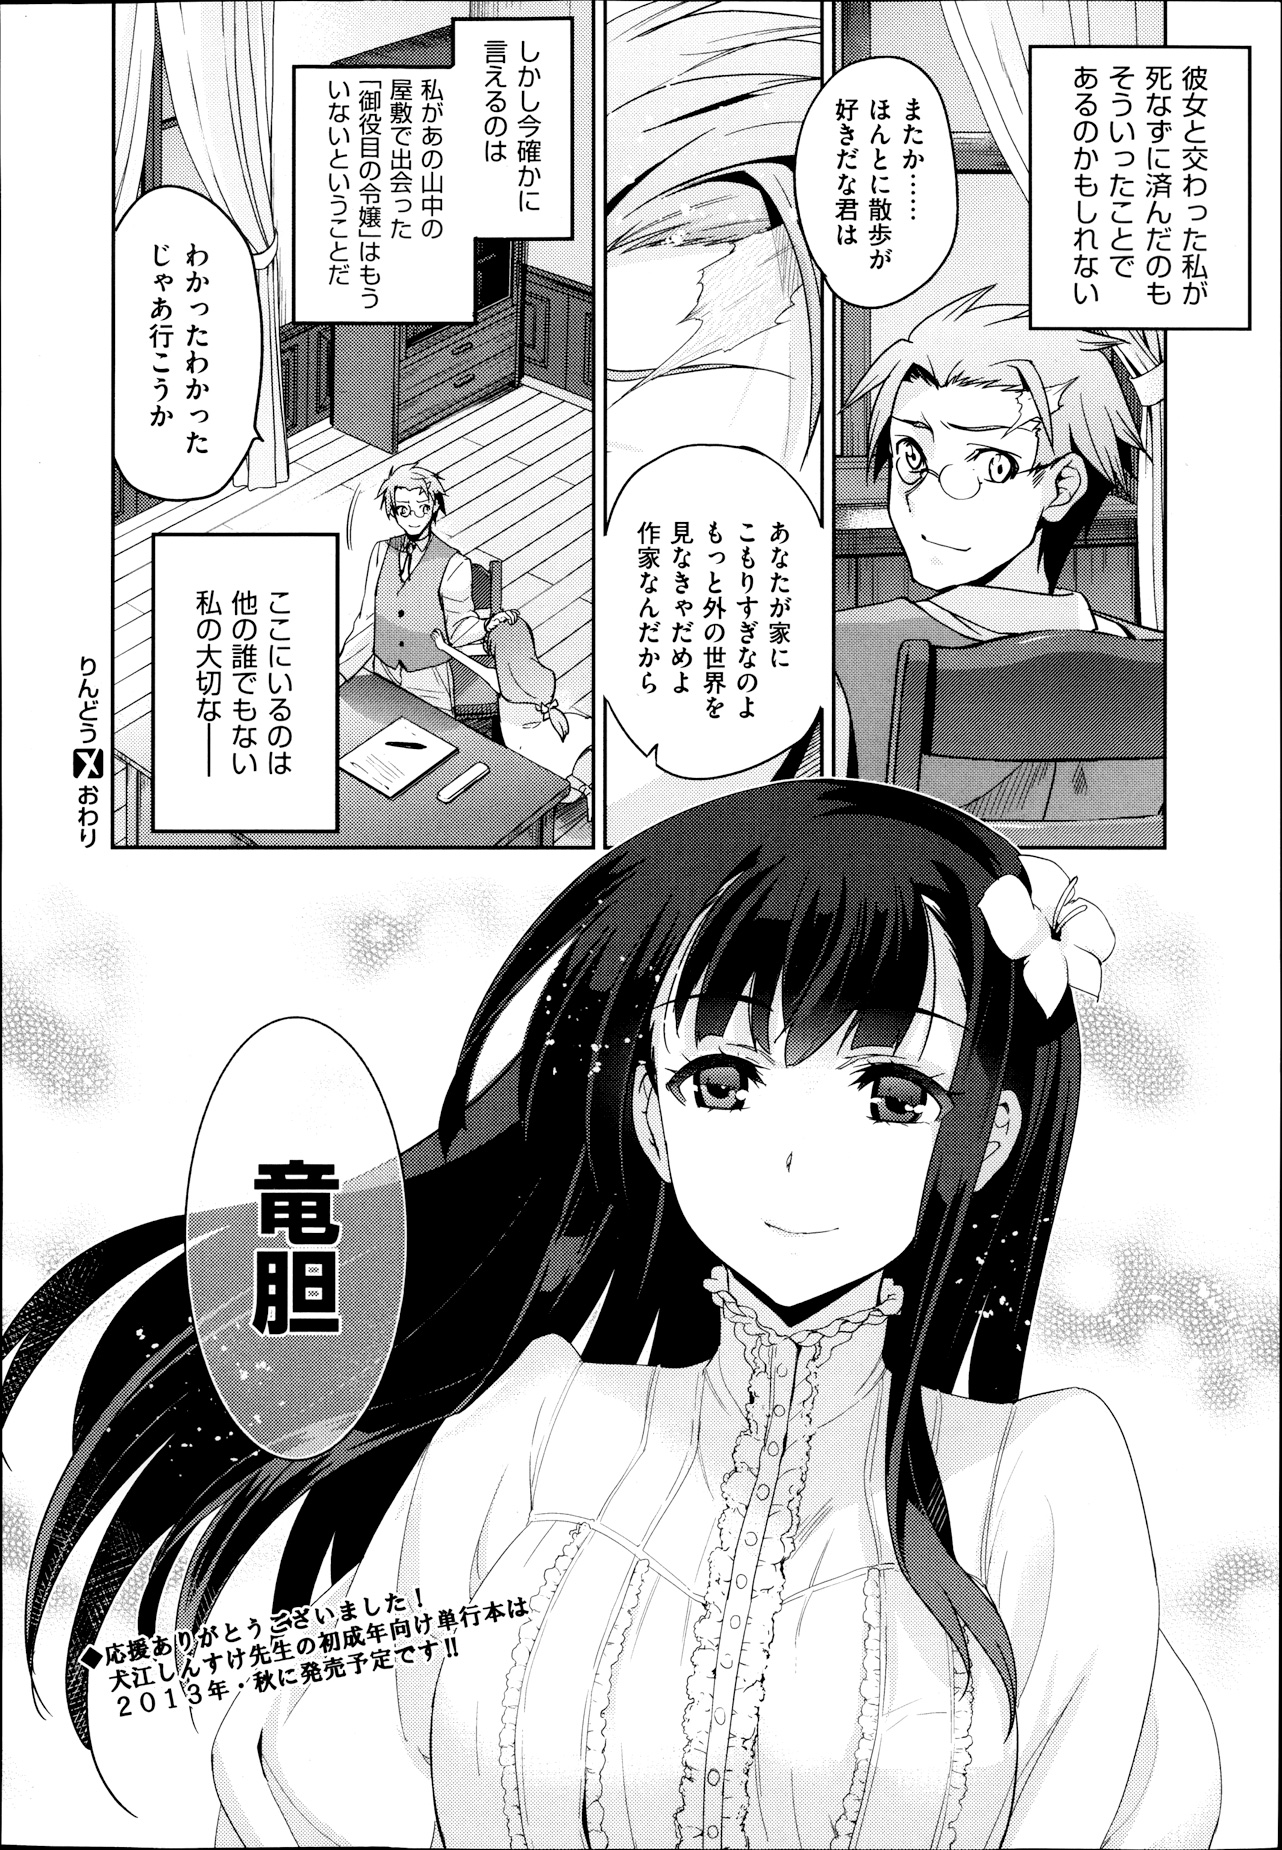 彼女と交わった私が
死なずに済んだのも
そういったことで
あるのかもしれない
またか……
ほんとに散歩が
好きだな君は
あなたが家に
こもりすぎなのよ
もっと外の世界を
見なきゃだめよ
作家なんだから
しかし今確かに
言えるのは
私があの山中の
屋敷で出会った
「御役目の令嬢」はもう
いないということだ
わかったわかった
じゃあ行こうか
ここにいるのは
他の誰でもない
私の大切な――
りんどう X おわり
竜胆
◆応援ありがとうございました！
犬江しんすけ先生の初成年向け単行本は
２０１３年・秋に発売予定です!!